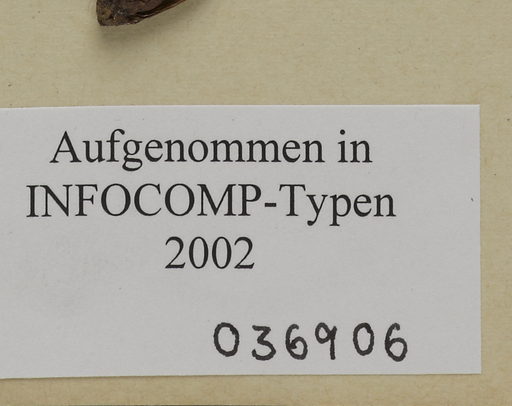 Aufgenommen in
INFOCOMP-Typen
2002
036906